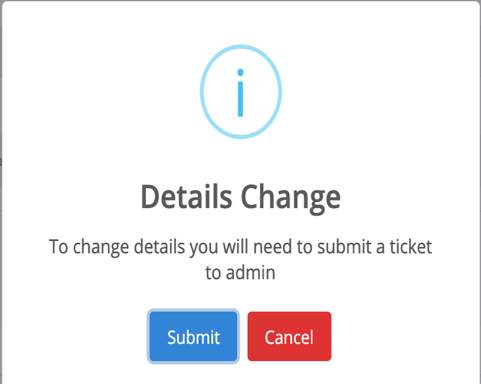 i
Details Change
To change details you will need to submit a ticket
to admin
Submit
Cancel